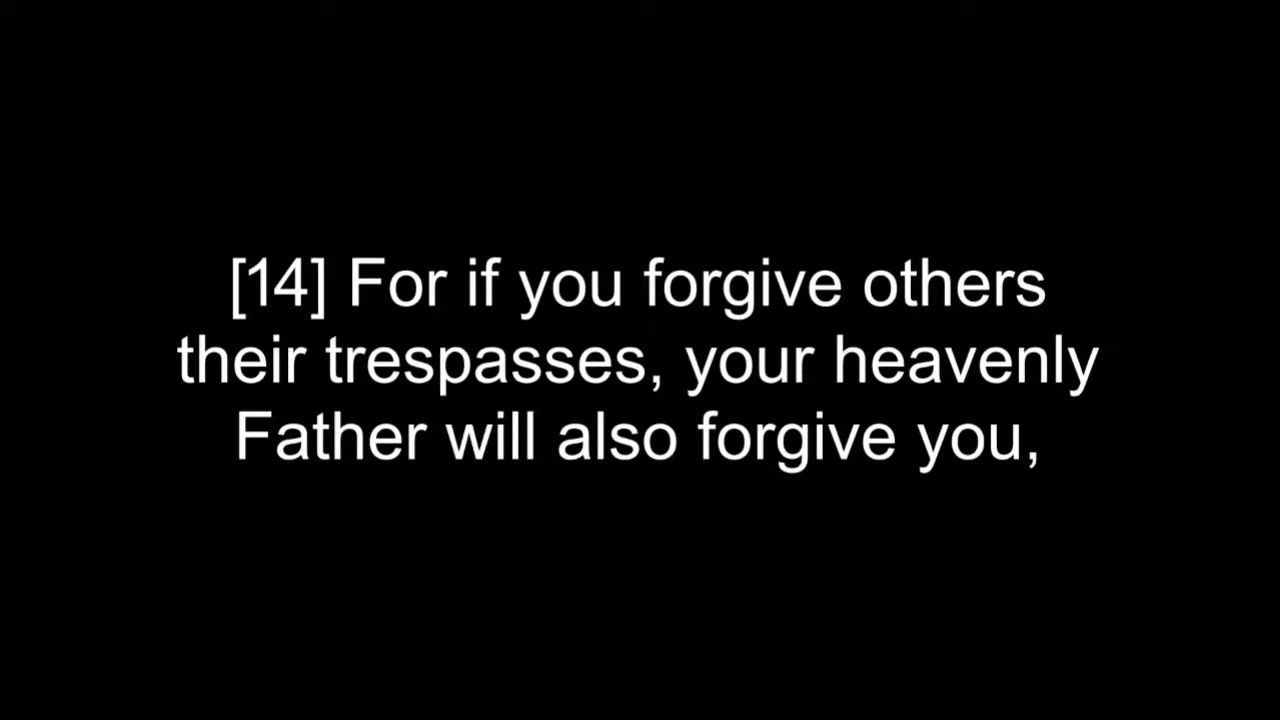 [14] For if you forgive others
their trespasses, your heavenly
Father will also forgive you,